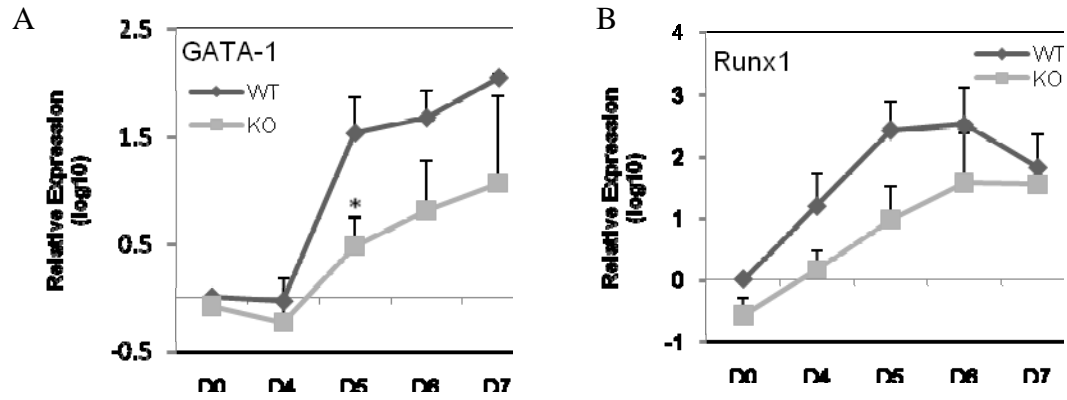 A
GATA-1
WT
KO
Relative Expression
(log10)
2.5
1.5
0.5
-0.5
*
D0 D4 D5 D6 D7
B
Runx1
WT
KO
Relative Expression
(log10)
4
3
2
1
0
-1
D0 D4 D5 D6 D7